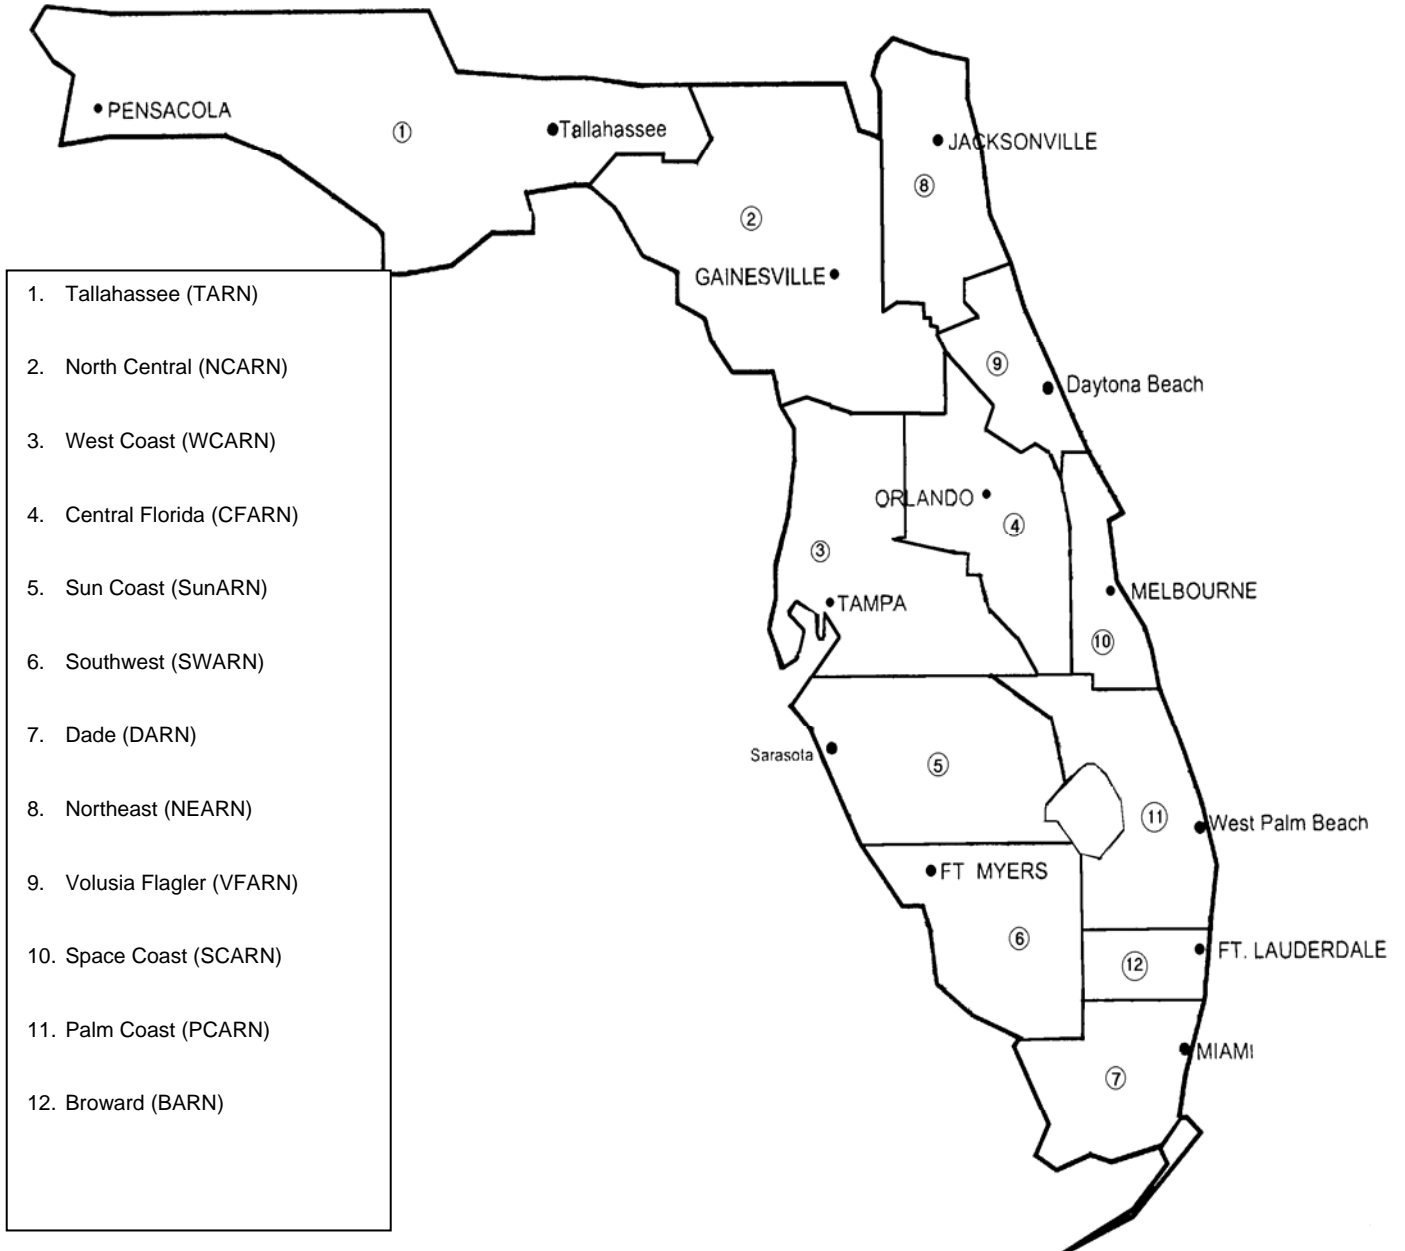 PENSACOLA
1
Tallahassee
JACKSONVILLE
8
2
GAINESVILLE
9
Daytona Beach
ORLANDO
4
3
TAMPA
MELBOURNE
10
Sarasota
5
11
West Palm Beach
FT MYERS
6
FT. LAUDERDALE
12
MIAMI
7
1. Tallahassee (TARN)
2. North Central (NCARN)
3. West Coast (WCARN)
4. Central Florida (CFARN)
5. Sun Coast (SunARN)
6. Southwest (SWARN)
7. Dade (DARN)
8. Northeast (NEARN)
9. Volusia Flagler (VFARN)
10. Space Coast (SCARN)
11. Palm Coast (PCARN)
12. Broward (BARN)